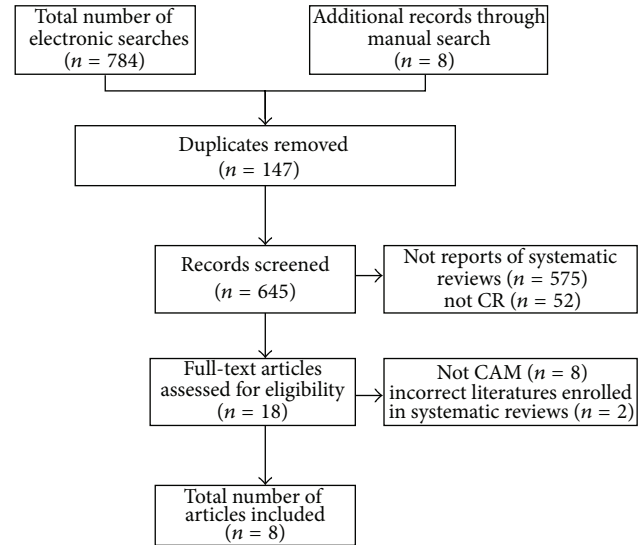 Total number of
electronic searches
(n = 784)
Additional records through
manual search
(n = 8)
Duplicates removed
(n = 147)
Records screened
(n = 645)
Not reports of systematic
reviews (n = 575)
not CR (n = 52)
Full-text articles
assessed for eligibility
(n = 18)
Not CAM (n = 8)
incorrect literatures enrolled
in systematic reviews (n = 2)
Total number of
articles included
(n = 8)